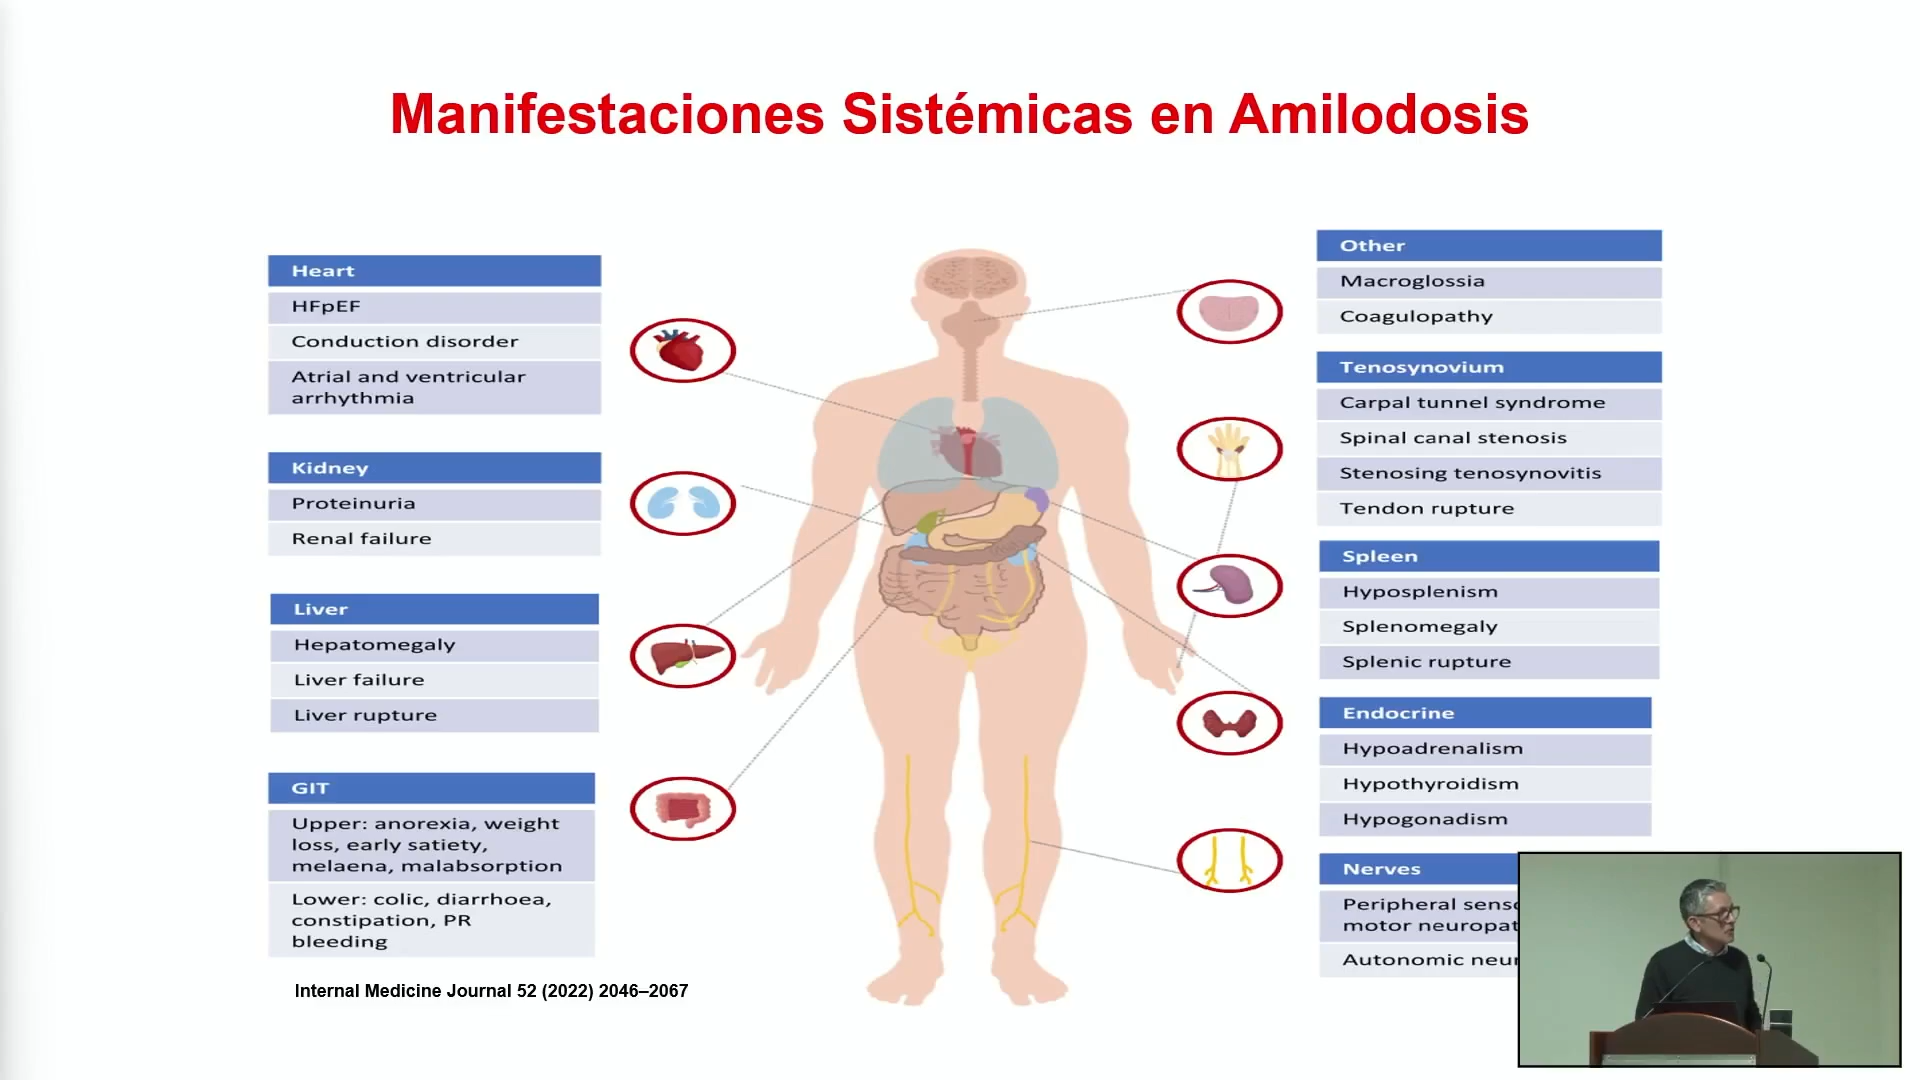 Manifestaciones Sistémicas en Amilodosis
Heart
HFpEF
Conduction disorder
Atrial and ventricular
arrhythmia
Kidney
Proteinuria
Renal failure
Liver
Hepatomegaly
Liver failure
Liver rupture
GIT
Upper: anorexia, weight
loss, early satiety,
melaena, malabsorption
Lower: colic, diarrhoea,
constipation, PR
bleeding
Internal Medicine Journal 52 (2022) 2046–2067
Other
Macroglossia
Coagulopathy
Tenosynovium
Carpal tunnel syndrome
Spinal canal stenosis
Stenosing tenosynovitis
Tendon rupture
Spleen
Hyposplenism
Splenomegaly
Splenic rupture
Endocrine
Hypoadrenalism
Hypothyroidism
Hypogonadism
Nerves
Peripheral
motor
Autonomic